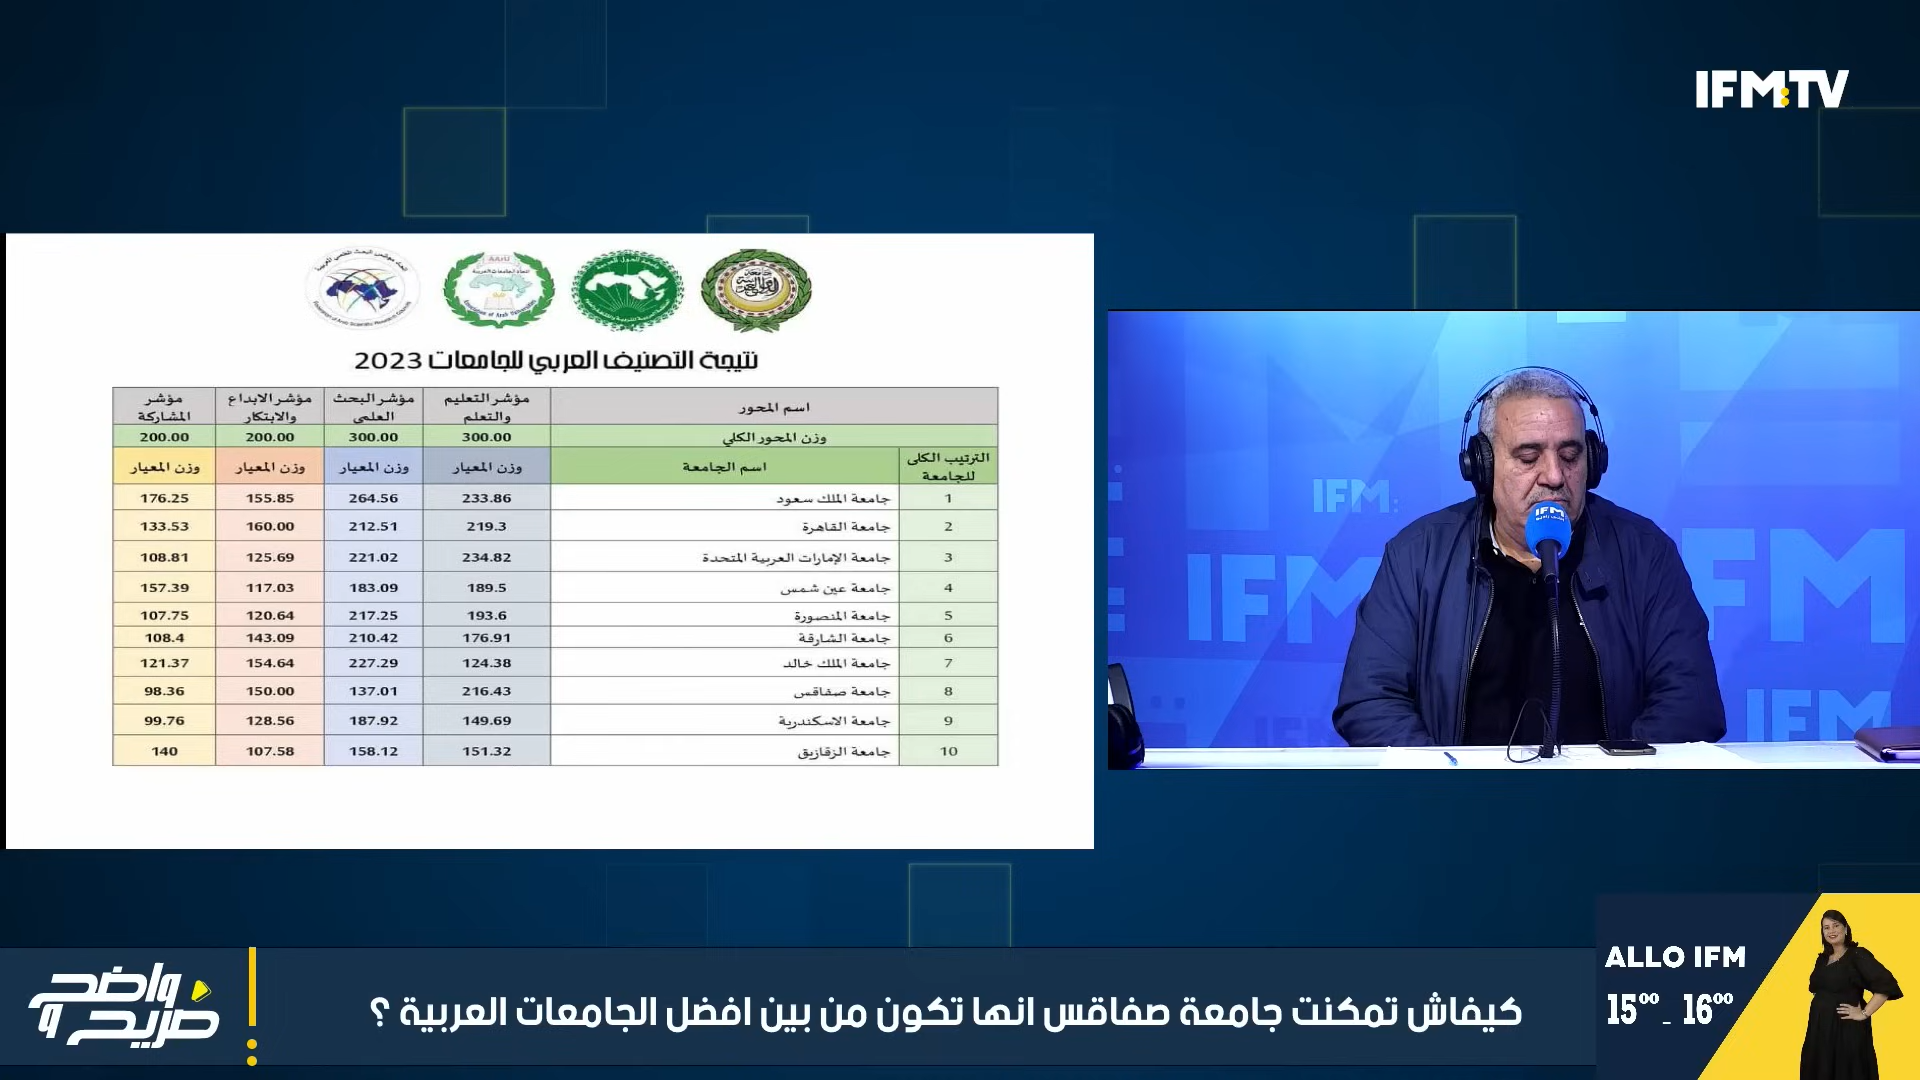 IFM:TV
نتيجة التصنيف العربي للجامعات 2023
اسم المحور مؤشر التعليم والتعلم مؤشر البحث العلمي مؤشر الابداع والابتكار مؤشر المشاركة
وزن المحور الكلي 300.00 300.00 200.00 200.00
الترتيب الكلي للجامعة اسم الجامعة وزن المعيار وزن المعيار وزن المعيار وزن المعيار
1 جامعة الملك سعود 233.86 264.56 155.85 176.25
2 جامعة القاهرة 219.3 212.51 160.00 133.53
3 جامعة الإمارات العربية المتحدة 234.82 221.02 125.69 108.81
4 جامعة عين شمس 189.5 183.09 117.03 157.39
5 جامعة المنصورة 193.6 217.25 120.64 107.75
6 جامعة الشارقة 176.91 210.42 143.09 108.4
7 جامعة الملك خالد 124.38 227.29 154.64 121.37
8 جامعة صفاقس 216.43 137.01 150.00 98.36
9 جامعة الاسكندرية 149.69 187.92 128.56 99.76
10 جامعة الزقازيق 151.32 158.12 107.58 140
IFM:
IFM
IFM
IFM
IFM
IFM
كيفاش تمكنت جامعة صفاقس انها تكون من بين افضل الجامعات العربية ؟
واضح و صريح
ALLO IFM
15⁰⁰ _ 16⁰⁰